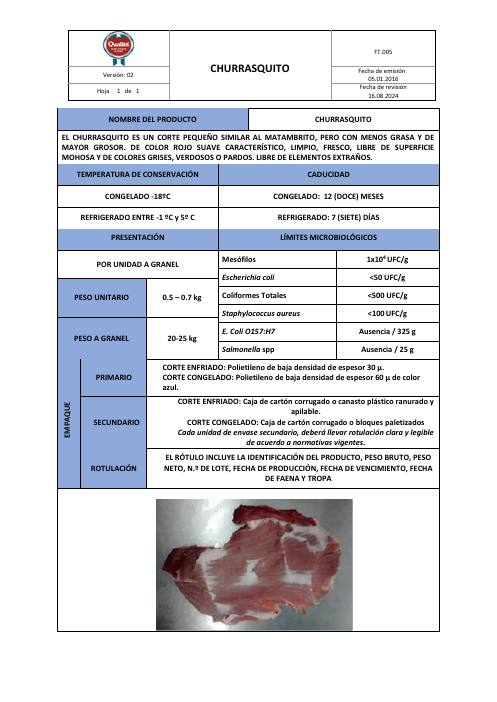 Qualitá
Versión: 02
Hoja 1 de 1
CHURRASQUITO
FT.005
Fecha de emisión
05.01.2016
Fecha de revisión
16.08.2024
NOMBRE DEL PRODUCTO
CHURRASQUITO
EL CHURRASQUITO ES UN CORTE PEQUEÑO SIMILAR AL MATAMBRITO, PERO CON MENOS GRASA Y DE
MAYOR GROSOR. DE COLOR ROJO SUAVE CARACTERÍSTICO, LIMPIO, FRESCO, LIBRE DE SUPERFICIE
MOHOSA Y DE COLORES GRISES, VERDOSOS O PARDOS. LIBRE DE ELEMENTOS EXTRAÑOS.
TEMPERATURA DE CONSERVACIÓN
CADUCIDAD
CONGELADO -18ºC
CONGELADO: 12 (DOCE) MESES
REFRIGERADO ENTRE -1 ºC y 5º C
REFRIGERADO: 7 (SIETE) DÍAS
PRESENTACIÓN
LÍMITES MICROBIOLÓGICOS
POR UNIDAD A GRANEL
Mesófilos
1x10⁶ UFC/g
Escherichia coli
<50 UFC/g
PESO UNITARIO
0.5 – 0.7 kg
Coliformes Totales
<500 UFC/g
Staphylococcus aureus
<100 UFC/g
PESO A GRANEL
20-25 kg
E. Coli O157:H7
Ausencia / 325 g
Salmonella spp
Ausencia / 25 g
EMPAQUE
PRIMARIO
CORTE ENFRIADO: Polietileno de baja densidad de espesor 30 µ.
CORTE CONGELADO: Polietileno de baja densidad de espesor 60 µ de color
azul.
SECUNDARIO
CORTE ENFRIADO: Caja de cartón corrugado o canasto plástico ranurado y
apilable.
CORTE CONGELADO: Caja de cartón corrugado o bloques paletizados
Cada unidad de envase secundario, deberá llevar rotulación clara y legible
de acuerdo a normativas vigentes.
ROTULACIÓN
EL RÓTULO INCLUYE LA IDENTIFICACIÓN DEL PRODUCTO, PESO BRUTO, PESO
NETO, N.º DE LOTE, FECHA DE PRODUCCIÓN, FECHA DE VENCIMIENTO, FECHA
DE FAENA Y TROPA